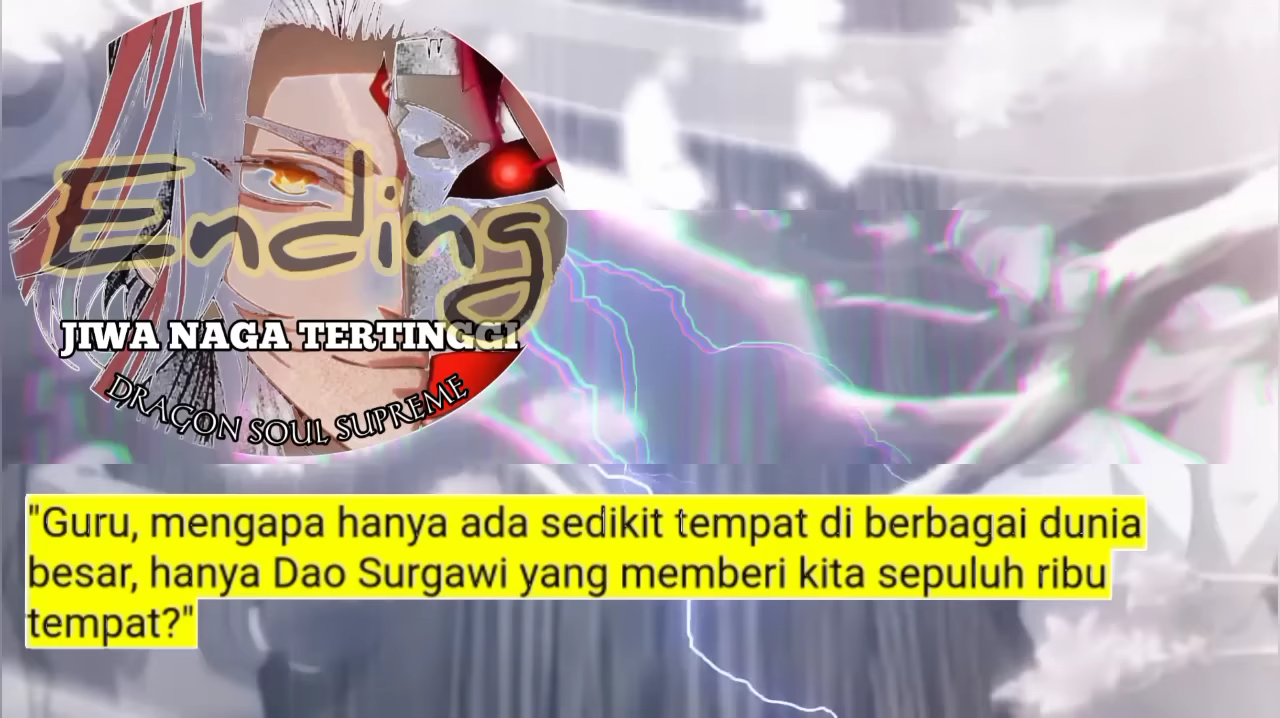 Ending
JIWA NAGA TERTINGGI
DRAGON SOUL SUPREME
"Guru, mengapa hanya ada sedikit tempat di berbagai dunia
besar, hanya Dao Surgawi yang memberi kita sepuluh ribu
tempat?"